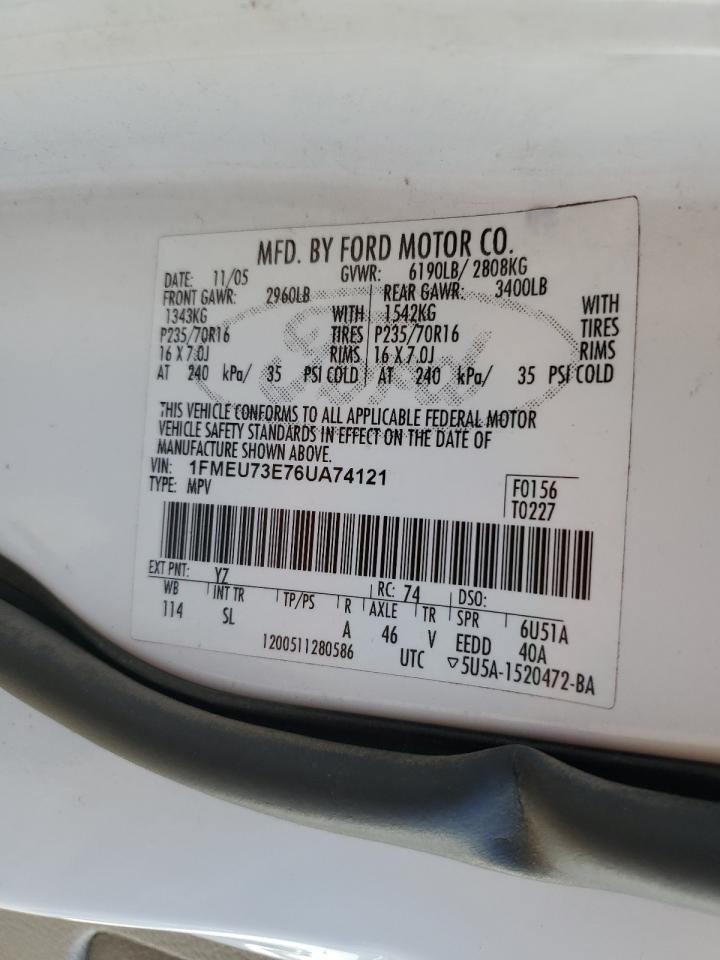 MFD. BY FORD MOTOR CO.
DATE: 11/05 GVWR: 6190LB/ 2808KG
FRONT GAWR: 2960LB REAR GAWR: 3400LB
1343KG WITH 1542KG WITH
P235/70R16 TIRES P235/70R16 TIRES
16 X 7.0J RIMS 16 X 7.0J RIMS
AT 240 kPa/ 35 PSI COLD AT 240 kPa/ 35 PSI COLD
Ford
THIS VEHICLE CONFORMS TO ALL APPLICABLE FEDERAL MOTOR
VEHICLE SAFETY STANDARDS IN EFFECT ON THE DATE OF
MANUFACTURE SHOWN ABOVE.
VIN: 1FMEU73E76UA74121 F0156
TYPE: MPV T0227
EXT PNT: YZ RC: 74 DSO:
WB INT TR TP/PS R AXLE TR SPR 6U51A
114 SL A 46 V EEDD 40A
1200511280586 UTC ▽5U5A-1520472-BA